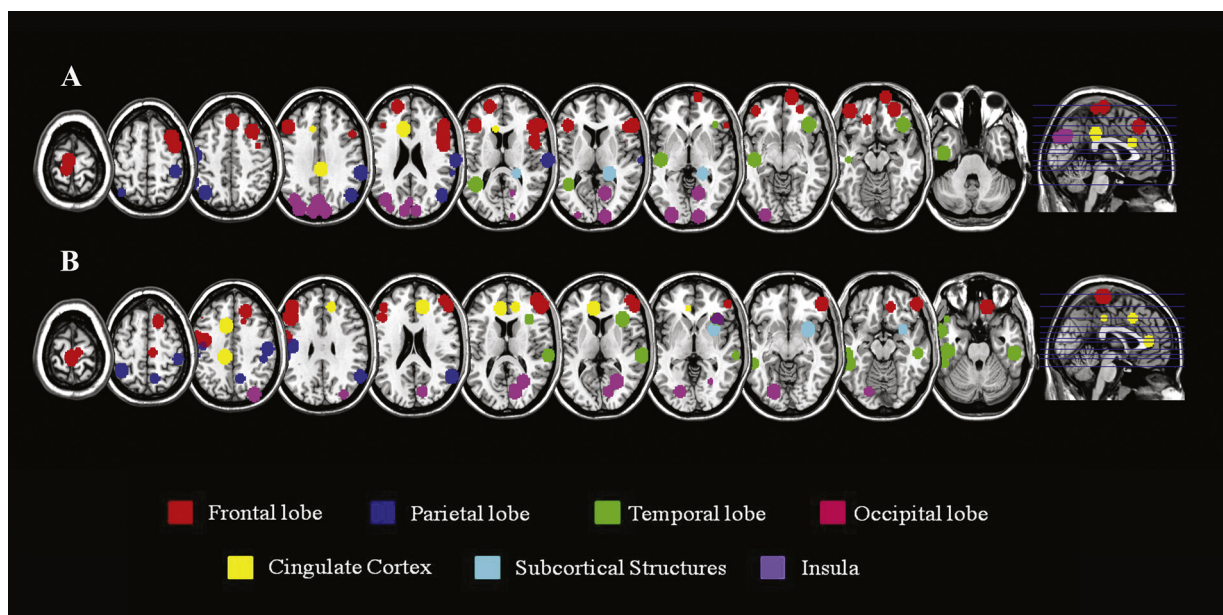 A
B
Frontal lobe
Parietal lobe
Temporal lobe
Occipital lobe
Cingulate Cortex
Subcortical Structures
Insula